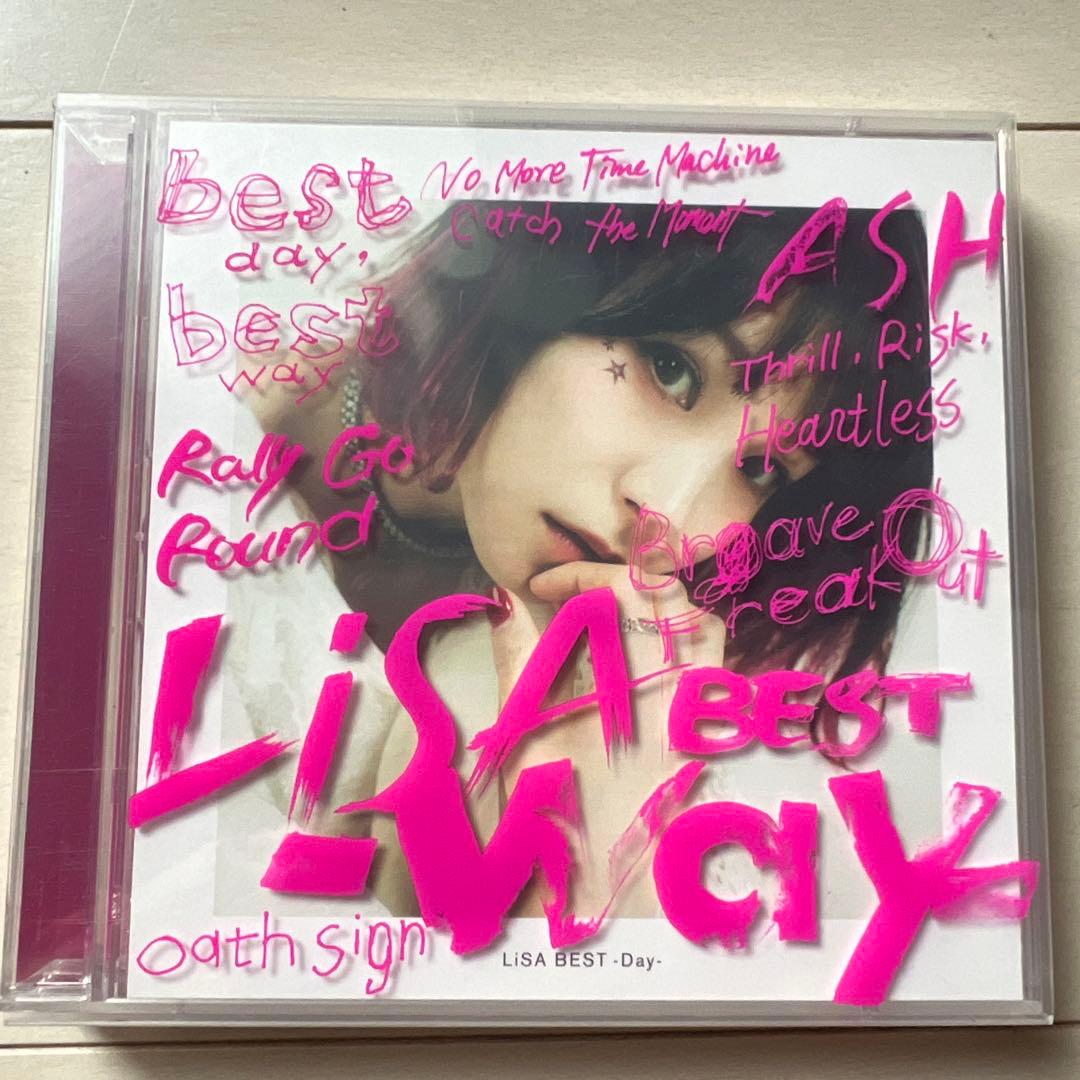 best
day,
best
way
No More Time Machine
Catch the Moment
ASH
Thrill, Risk,
Heartless
Rally Go
Round
Brave
Freak Out
LiSA BEST
Way
oath sign
LiSA BEST -Day-